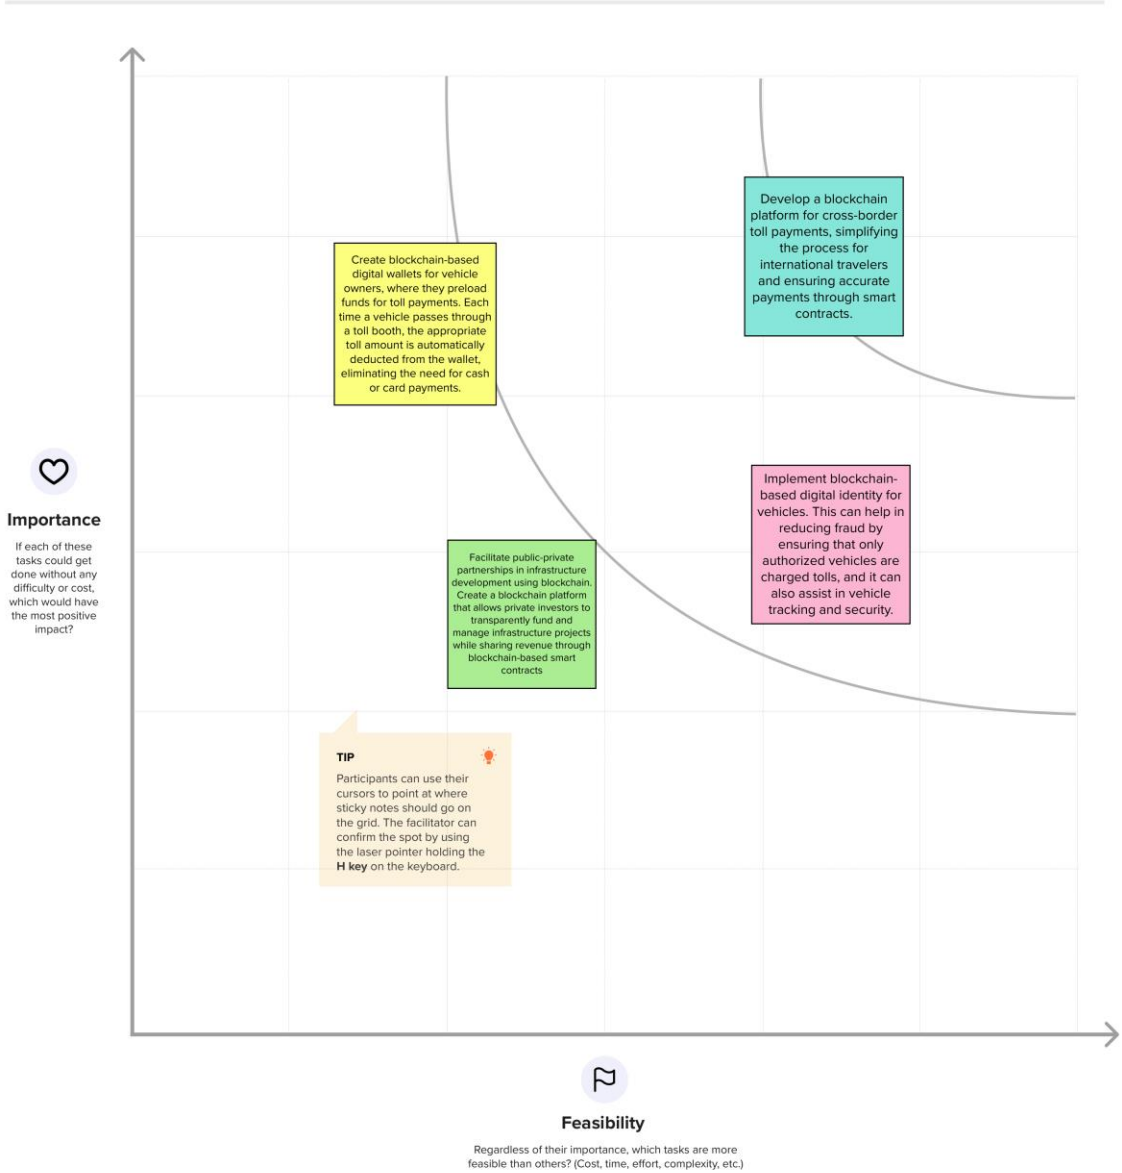 Develop a blockchain
platform for cross-border
toll payments, simplifying
the process for
international travelers
and ensuring accurate
payments through smart
contracts.
Create blockchain-based
digital wallets for vehicle
owners, where they preload
funds for toll payments. Each
time a vehicle passes through
a toll booth, the appropriate
toll amount is automatically
deducted from the wallet,
eliminating the need for cash
or card payments.
Importance
If each of these
tasks could get
done without any
difficulty or cost,
which would have
the most positive
impact?
Implement blockchain-
based digital identity for
vehicles. This can help in
reducing fraud by
ensuring that only
authorized vehicles are
charged tolls, and it can
also assist in vehicle
tracking and security.
Facilitate public-private
partnerships in infrastructure
development using blockchain.
Create a blockchain platform
that allows private investors to
transparently fund and
manage infrastructure projects
while sharing revenue through
blockchain-based smart
contracts
TIP
Participants can use their
cursors to point at where
sticky notes should go on
the grid. The facilitator can
confirm the spot by using
the laser pointer holding the
H key on the keyboard.
Feasibility
Regardless of their importance, which tasks are more
feasible than others? (Cost, time, effort, complexity, etc.)